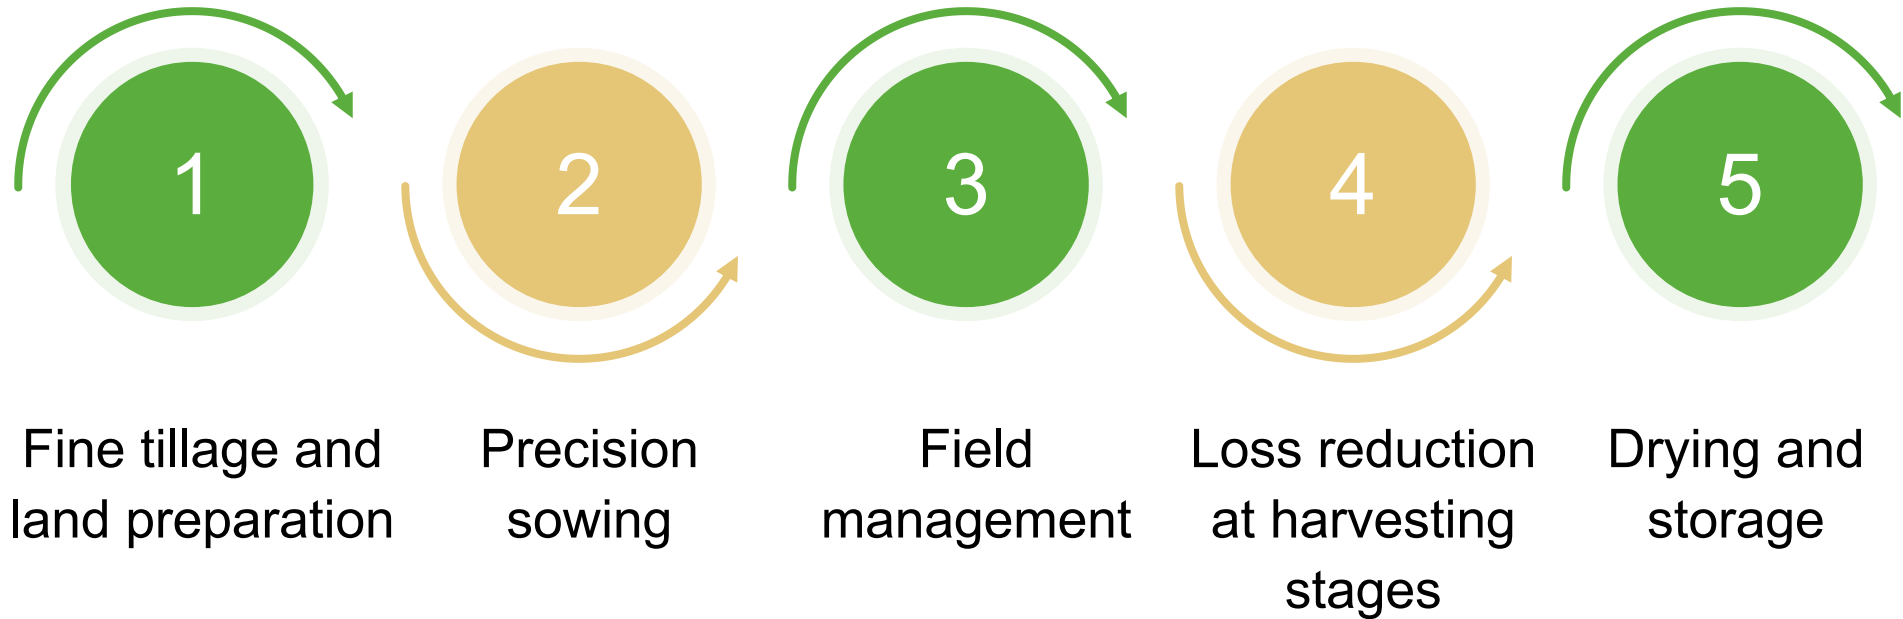 1
2
3
4
5
Fine tillage and
land preparation
Precision
sowing
Field
management
Loss reduction
at harvesting
stages
Drying and
storage